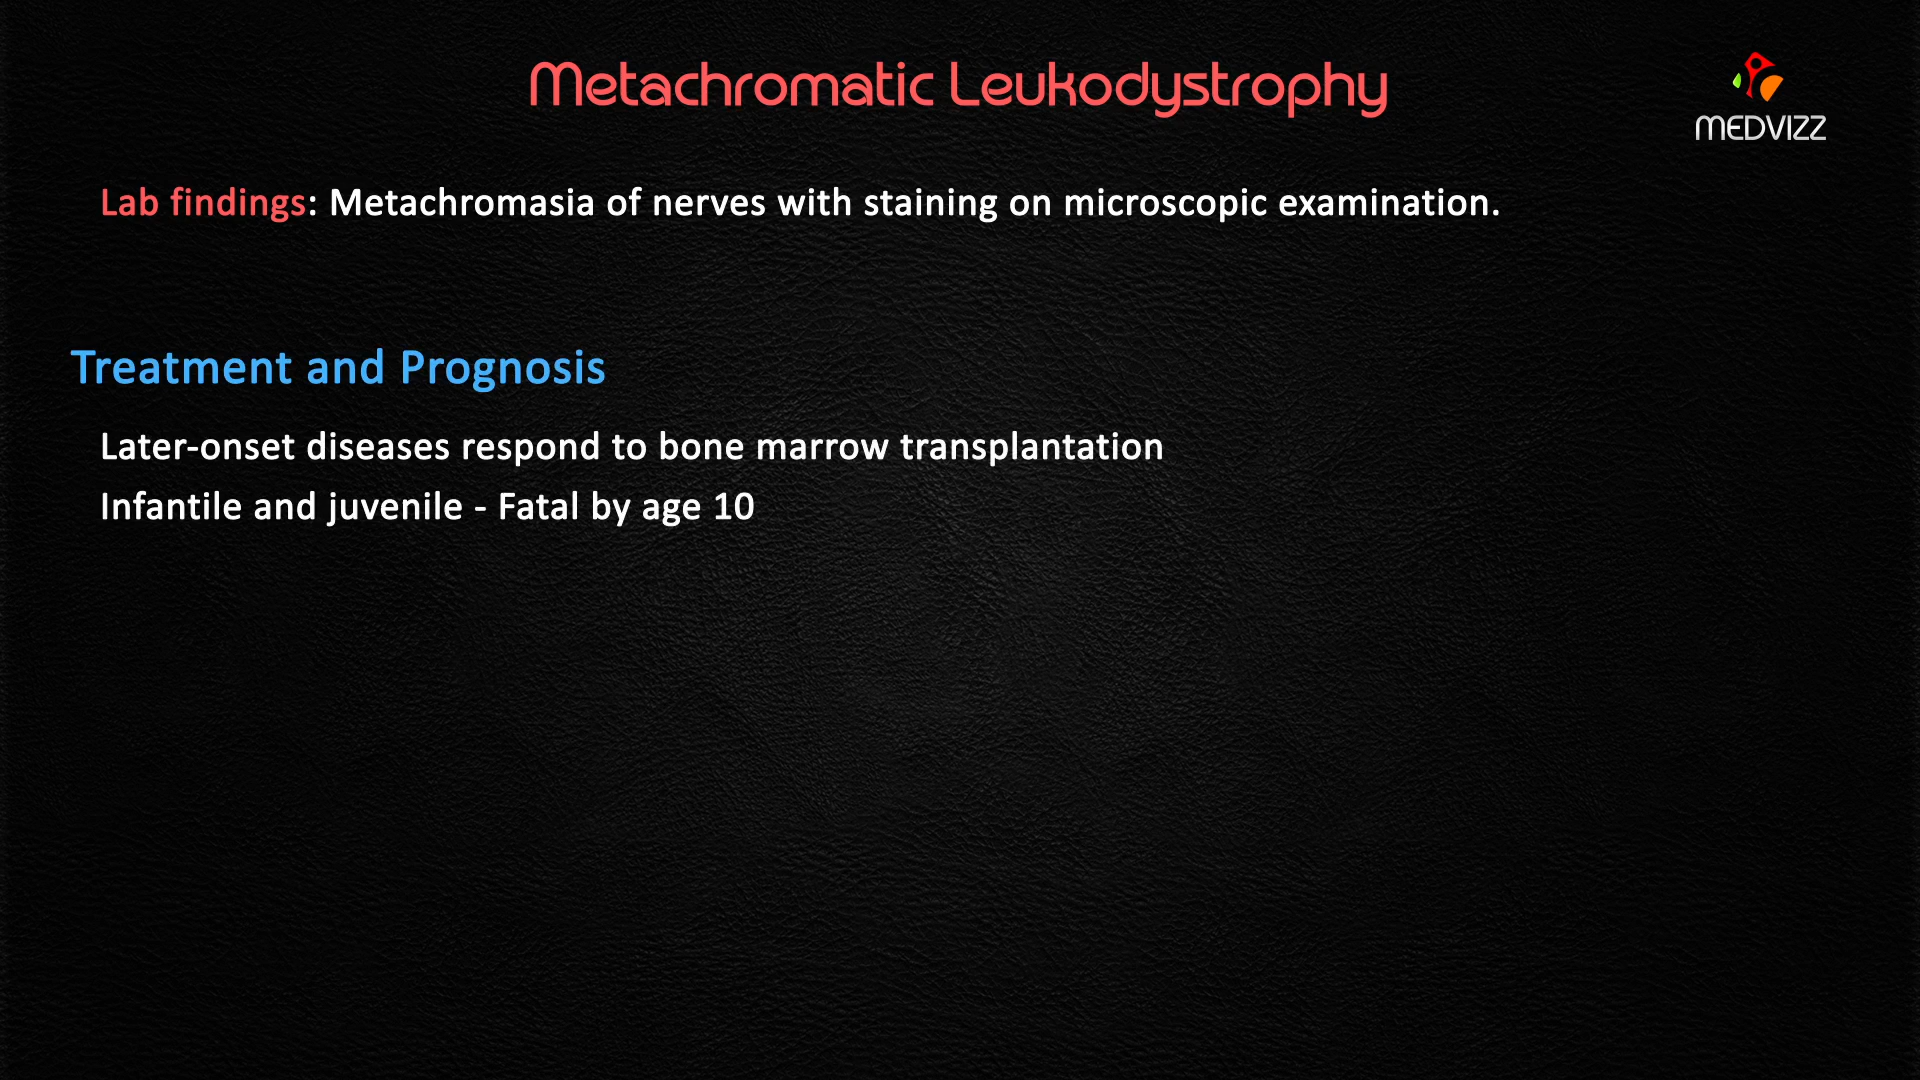 Metachromatic Leukodystrophy
MEDVIZZ
Lab findings: Metachromasia of nerves with staining on microscopic examination.
Treatment and Prognosis
Later-onset diseases respond to bone marrow transplantation
Infantile and juvenile - Fatal by age 10